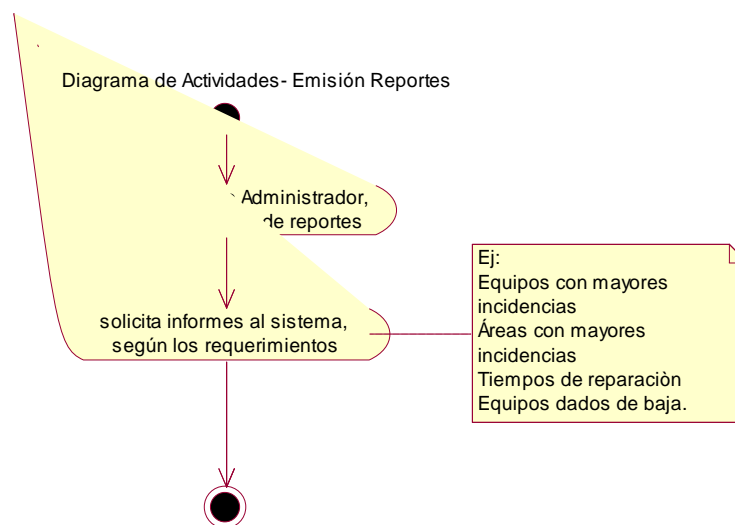 Diagrama de Actividades- Emisión Reportes
Administrador,
de reportes
solicita informes al sistema,
según los requerimientos
Ej:
Equipos con mayores
incidencias
Áreas con mayores
incidencias
Tiempos de reparaciòn
Equipos dados de baja.